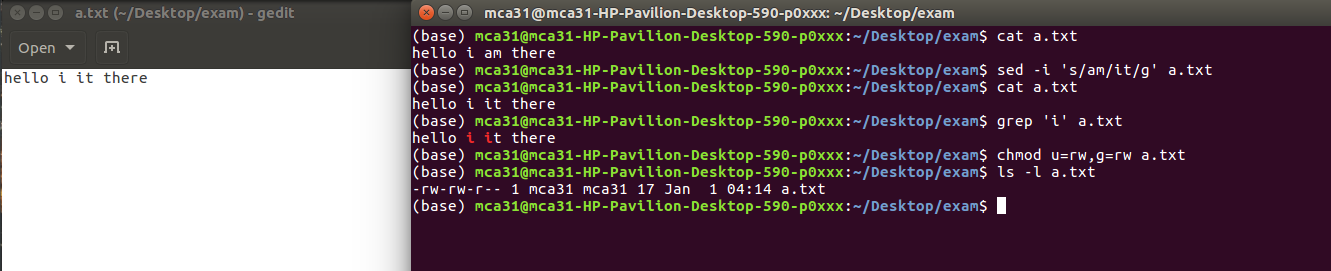 a.txt (~/Desktop/exam) - gedit
Open
hello i it there
mca31@mca31-HP-Pavilion-Desktop-590-p0xxx: ~/Desktop/exam
(base) mca31@mca31-HP-Pavilion-Desktop-590-p0xxx:~/Desktop/exam$ cat a.txt
hello i am there
(base) mca31@mca31-HP-Pavilion-Desktop-590-p0xxx:~/Desktop/exam$ sed -i 's/am/it/g' a.txt
(base) mca31@mca31-HP-Pavilion-Desktop-590-p0xxx:~/Desktop/exam$ cat a.txt
hello i it there
(base) mca31@mca31-HP-Pavilion-Desktop-590-p0xxx:~/Desktop/exam$ grep 'i' a.txt
hello i it there
(base) mca31@mca31-HP-Pavilion-Desktop-590-p0xxx:~/Desktop/exam$ chmod u=rw,g=rw a.txt
(base) mca31@mca31-HP-Pavilion-Desktop-590-p0xxx:~/Desktop/exam$ ls -l a.txt
-rw-rw-r-- 1 mca31 mca31 17 Jan  1 04:14 a.txt
(base) mca31@mca31-HP-Pavilion-Desktop-590-p0xxx:~/Desktop/exam$